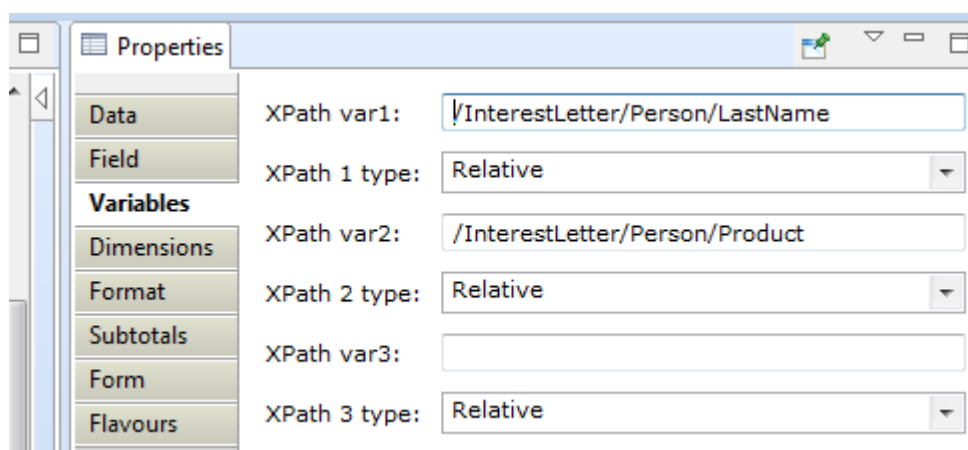 Properties
Data
XPath var1: /InterestLetter/Person/LastName
Field
XPath 1 type: Relative
Variables
XPath var2: /InterestLetter/Person/Product
Dimensions
Format
XPath 2 type: Relative
Subtotals
XPath var3:
Form
XPath 3 type: Relative
Flavours